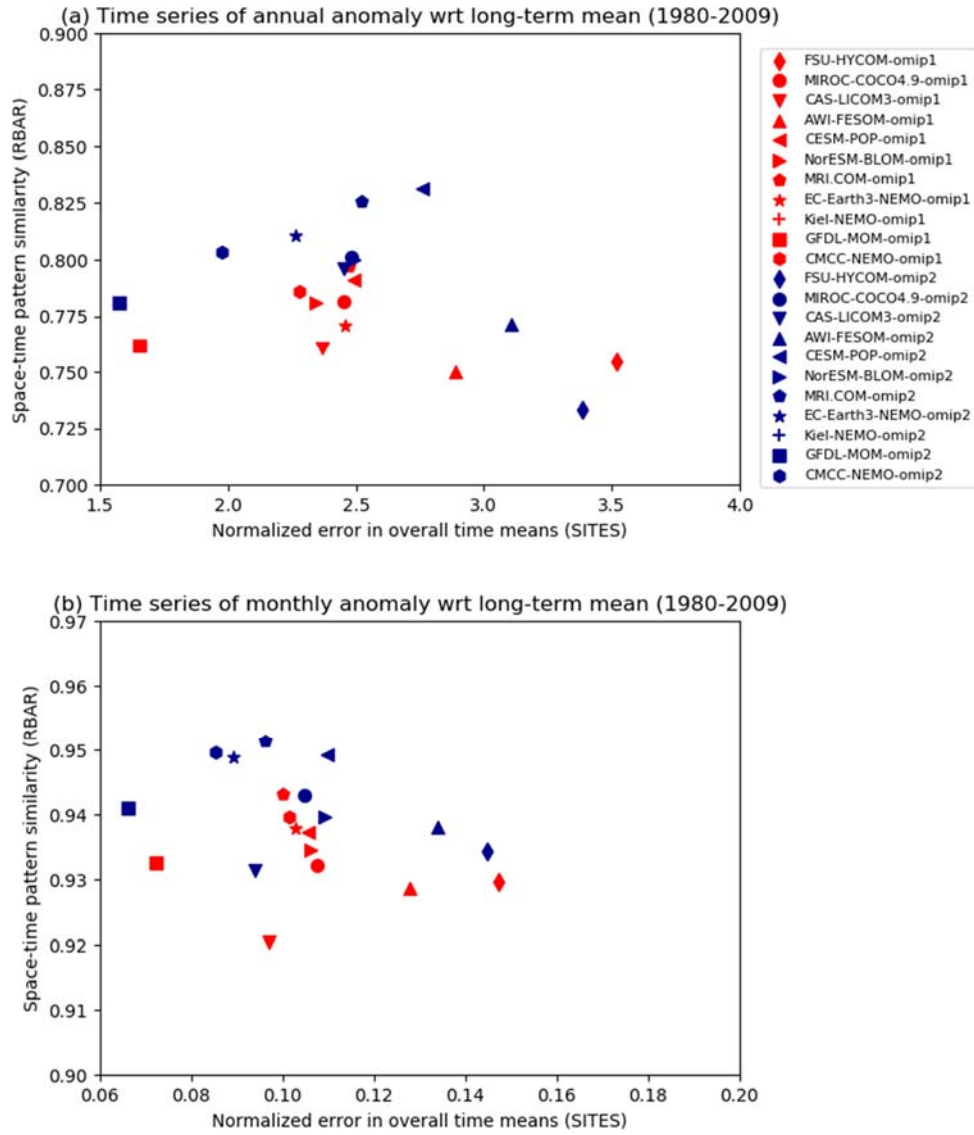 (a) Time series of annual anomaly wrt long-term mean (1980-2009)
0.900
0.875
0.850
0.825
0.800
0.775
0.750
0.725
0.700
Space-time pattern similarity (RBAR)
1.5 2.0 2.5 3.0 3.5 4.0
Normalized error in overall time means (SITES)
FSU-HYCOM-omip1
MIROC-COCO4.9-omip1
CAS-LICOM3-omip1
AWI-FESOM-omip1
CESM-POP-omip1
NorESM-BLOM-omip1
MRI.COM-omip1
EC-Earth3-NEMO-omip1
Kiel-NEMO-omip1
GFDL-MOM-omip1
CMCC-NEMO-omip1
FSU-HYCOM-omip2
MIROC-COCO4.9-omip2
CAS-LICOM3-omip2
AWI-FESOM-omip2
CESM-POP-omip2
NorESM-BLOM-omip2
MRI.COM-omip2
EC-Earth3-NEMO-omip2
Kiel-NEMO-omip2
GFDL-MOM-omip2
CMCC-NEMO-omip2
(b) Time series of monthly anomaly wrt long-term mean (1980-2009)
0.97
0.96
0.95
0.94
0.93
0.92
0.91
0.90
Space-time pattern similarity (RBAR)
0.06 0.08 0.10 0.12 0.14 0.16 0.18 0.20
Normalized error in overall time means (SITES)